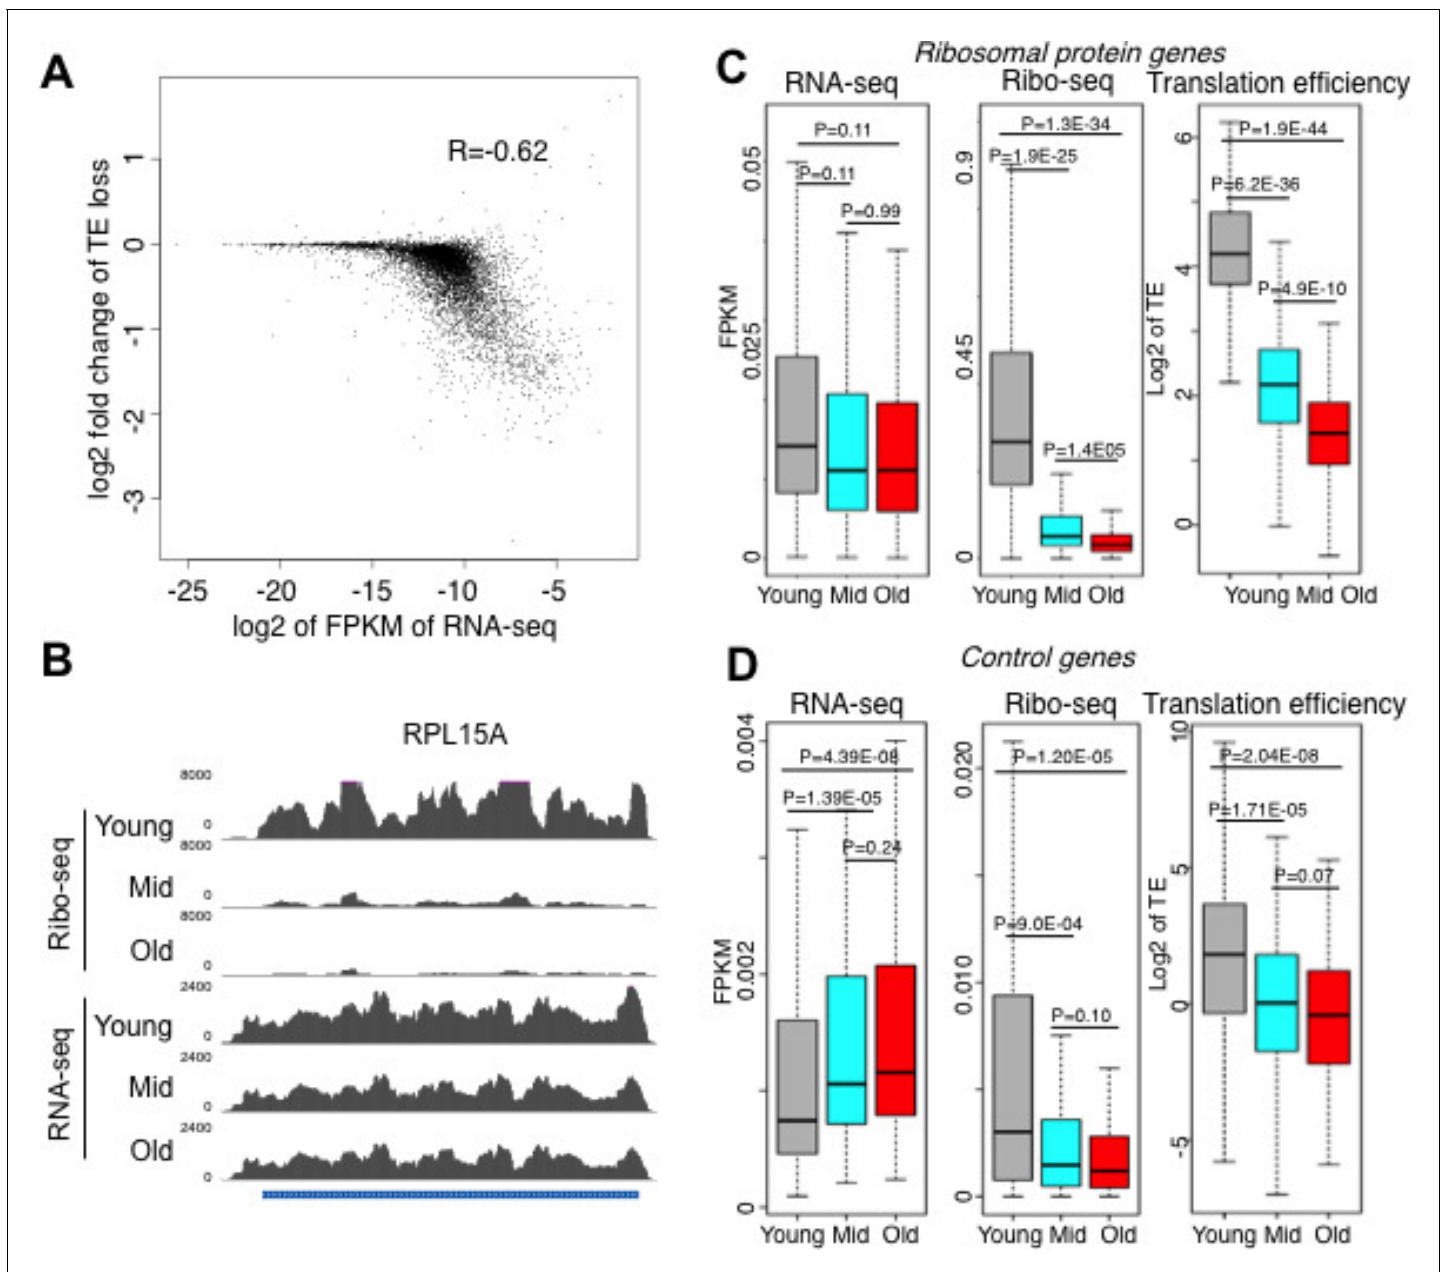 A
R=-0.62
log2 fold change of TE loss
1
0
-1
-2
-3
-25 -20 -15 -10 -5
log2 of FPKM of RNA-seq
B
RPL15A
Ribo-seq
8000
Young 0
8000
Mid 0
8000
Old 0
RNA-seq
2400
Young 0
2400
Mid 0
2400
Old 0
C
Ribosomal protein genes
RNA-seq
FPKM
0.05
0.025
0
P=0.11
P=0.11
P=0.99
Young Mid Old
Ribo-seq
0.9
0.45
0
P=1.3E-34
P=1.9E-25
P=1.4E05
Young Mid Old
Translation efficiency
Log2 of TE
6
4
2
0
P=1.9E-44
P=6.2E-36
P=4.9E-10
Young Mid Old
D
Control genes
RNA-seq
FPKM
0.004
0.002
0
P=4.39E-08
P=1.39E-05
P=0.24
Young Mid Old
Ribo-seq
0.020
0.010
0
P=1.20E-05
P=9.0E-04
P=0.10
Young Mid Old
Translation efficiency
Log2 of TE
10
5
0
-5
P=2.04E-08
P=1.71E-05
P=0.07
Young Mid Old